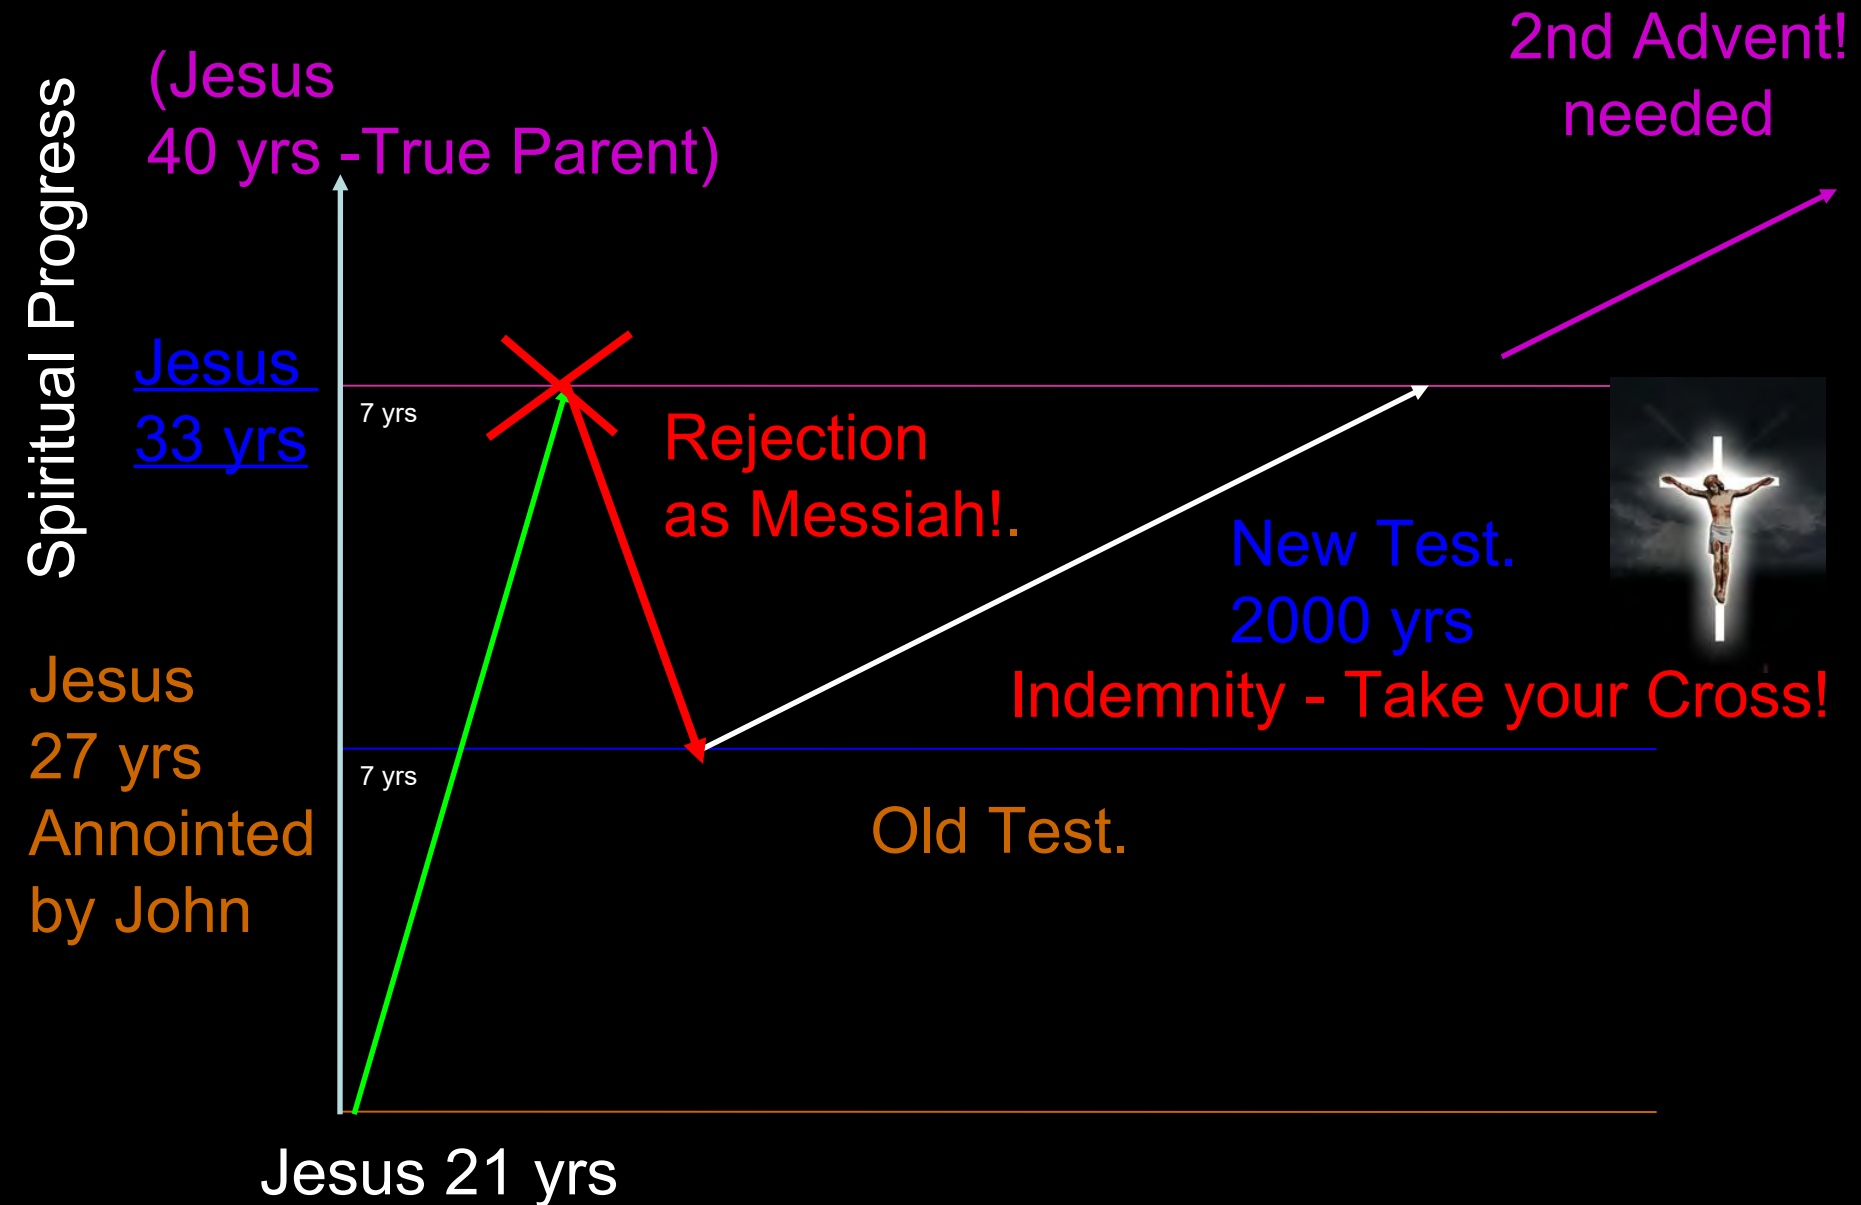 2nd Advent!
needed
(Jesus
40 yrs -True Parent)
Spiritual Progress
Jesus
33 yrs
7 yrs
Rejection
as Messiah!.
New Test.
2000 yrs
Indemnity - Take your Cross!
Jesus
27 yrs
Annointed
by John
7 yrs
Old Test.
Jesus 21 yrs